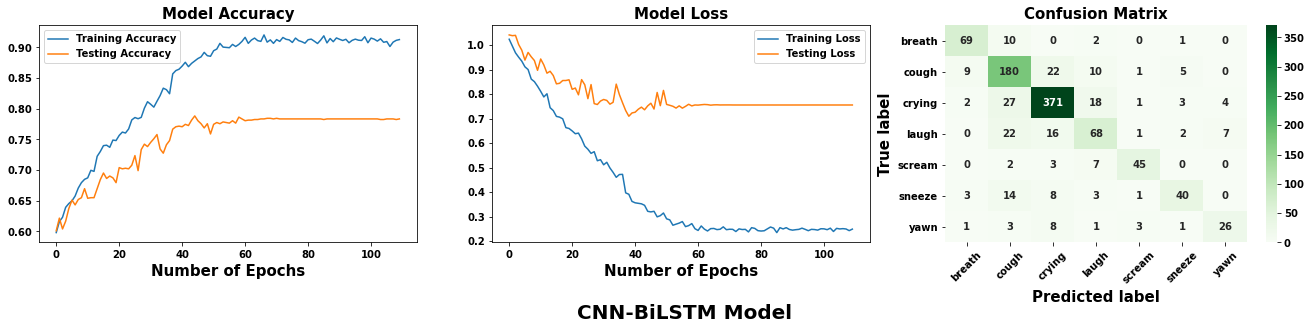 Model Accuracy
0.90
0.85
0.80
0.75
0.70
0.65
0.60
Training Accuracy
Testing Accuracy
0 20 40 60 80 100
Number of Epochs
Model Loss
1.0
0.9
0.8
0.7
0.6
0.5
0.4
0.3
0.2
Training Loss
Testing Loss
0 20 40 60 80 100
Number of Epochs
Confusion Matrix
True label
breath 69 10 0 2 0 1 0
cough 9 180 22 10 1 5 0
crying 2 27 371 18 1 3 4
laugh 0 22 16 68 1 2 7
scream 0 2 3 7 45 0 0
sneeze 3 14 8 3 1 40 0
yawn 1 3 8 1 3 1 26
breath cough crying laugh scream sneeze yawn
Predicted label
350
300
250
200
150
100
50
0
CNN-BiLSTM Model